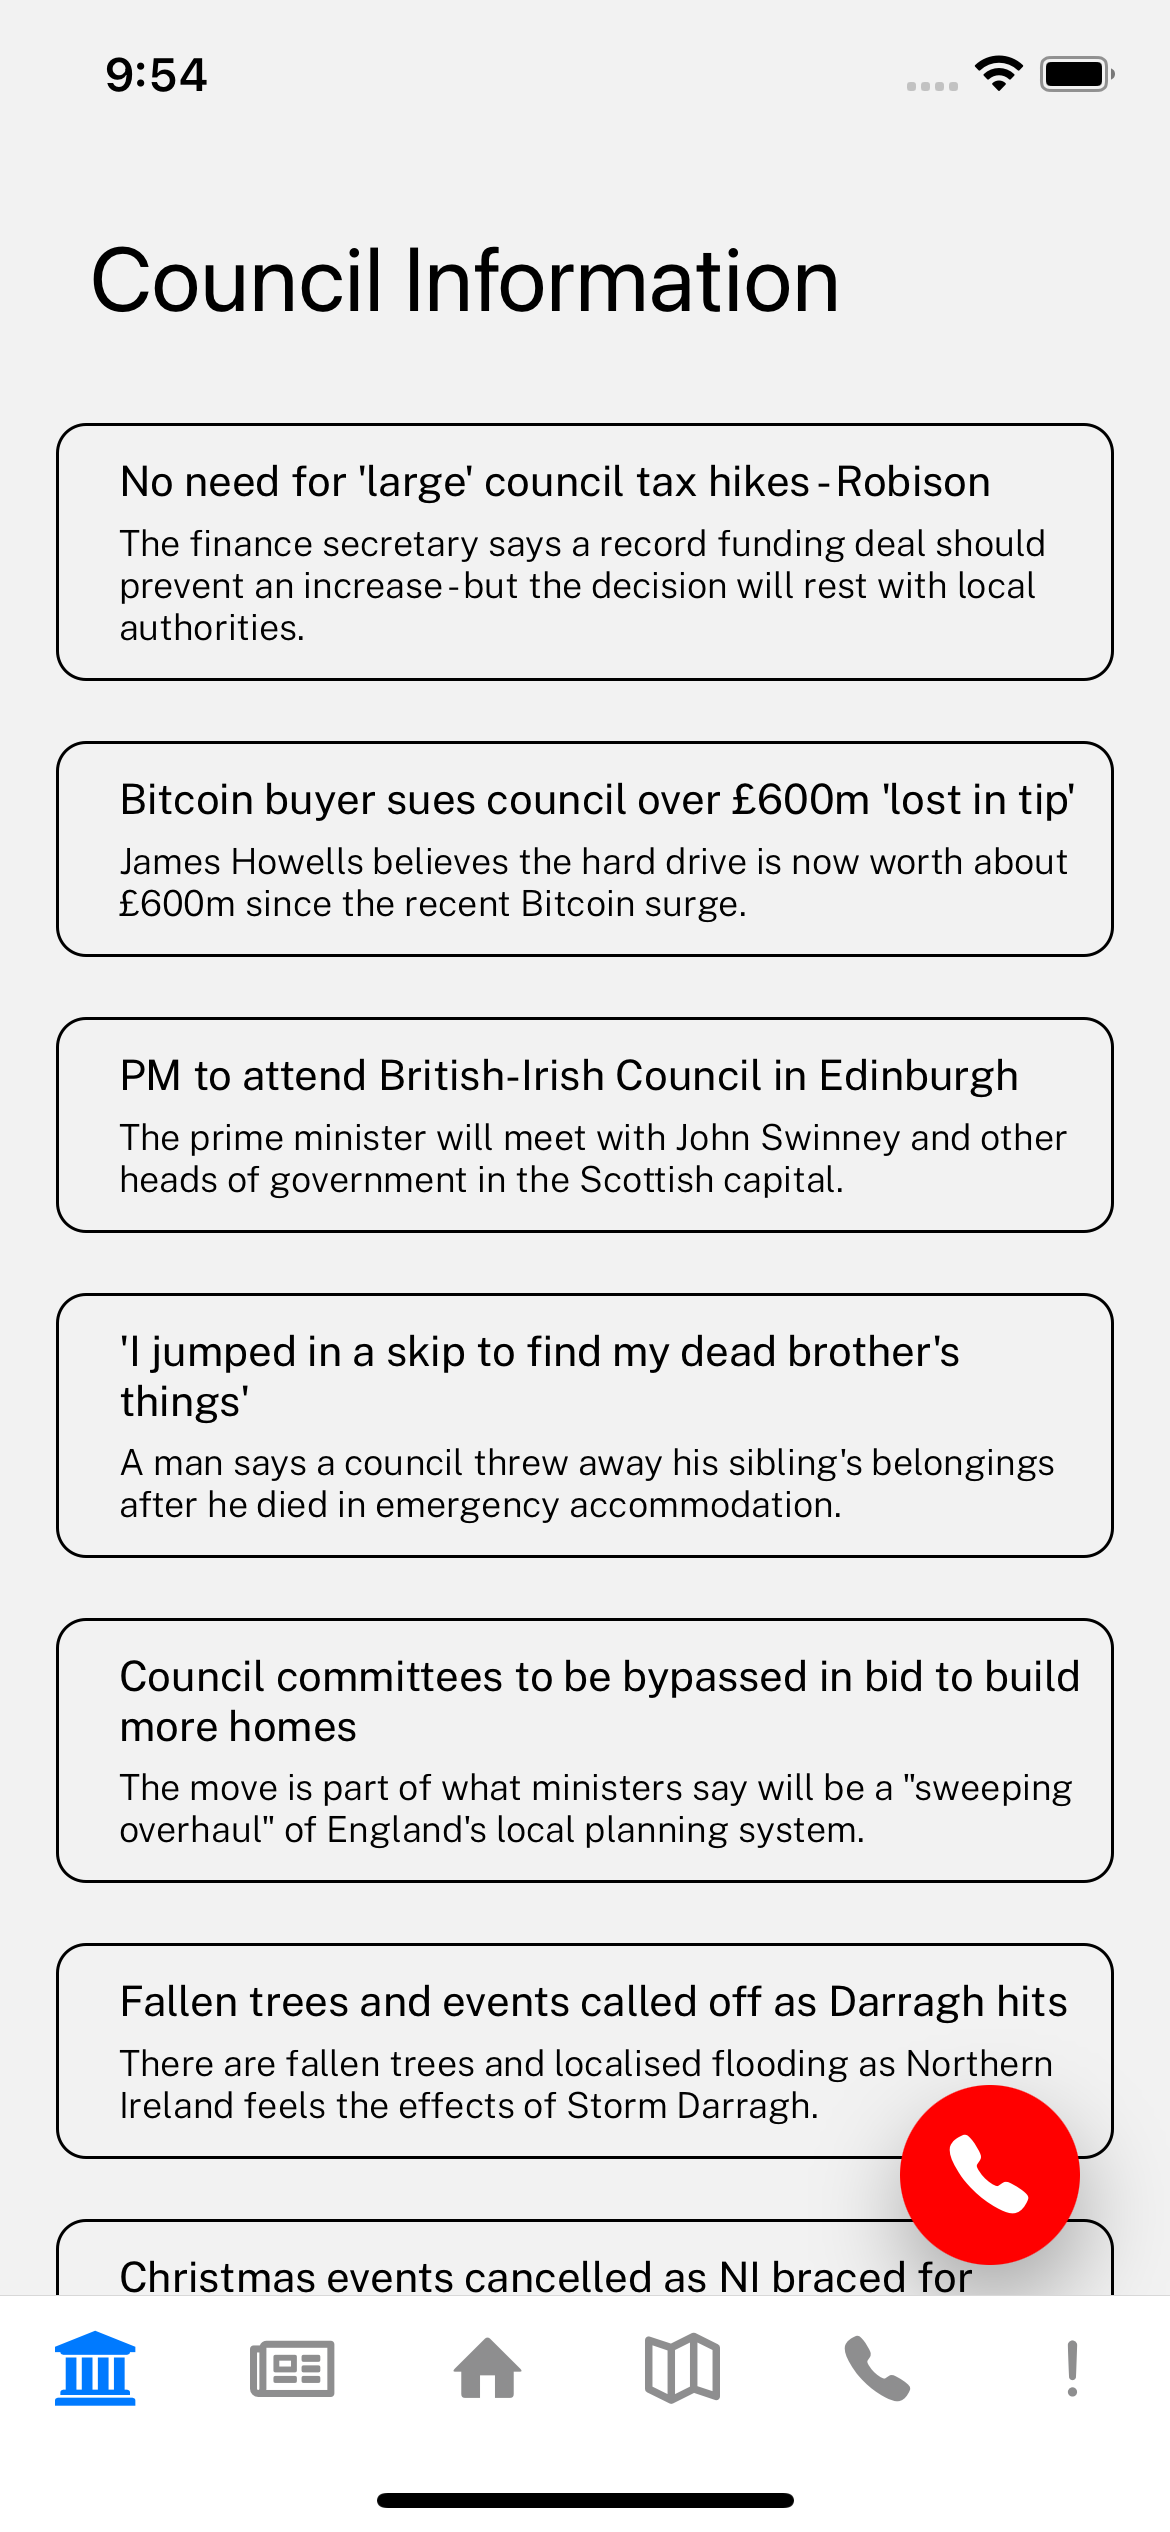 9:54
Council Information
No need for 'large' council tax hikes - Robison
The finance secretary says a record funding deal should
prevent an increase - but the decision will rest with local
authorities.
Bitcoin buyer sues council over £600m 'lost in tip'
James Howells believes the hard drive is now worth about
£600m since the recent Bitcoin surge.
PM to attend British-Irish Council in Edinburgh
The prime minister will meet with John Swinney and other
heads of government in the Scottish capital.
'I jumped in a skip to find my dead brother's
things'
A man says a council threw away his sibling's belongings
after he died in emergency accommodation.
Council committees to be bypassed in bid to build
more homes
The move is part of what ministers say will be a "sweeping
overhaul" of England's local planning system.
Fallen trees and events called off as Darragh hits
There are fallen trees and localised flooding as Northern
Ireland feels the effects of Storm Darragh.
Christmas events cancelled as NI braced for